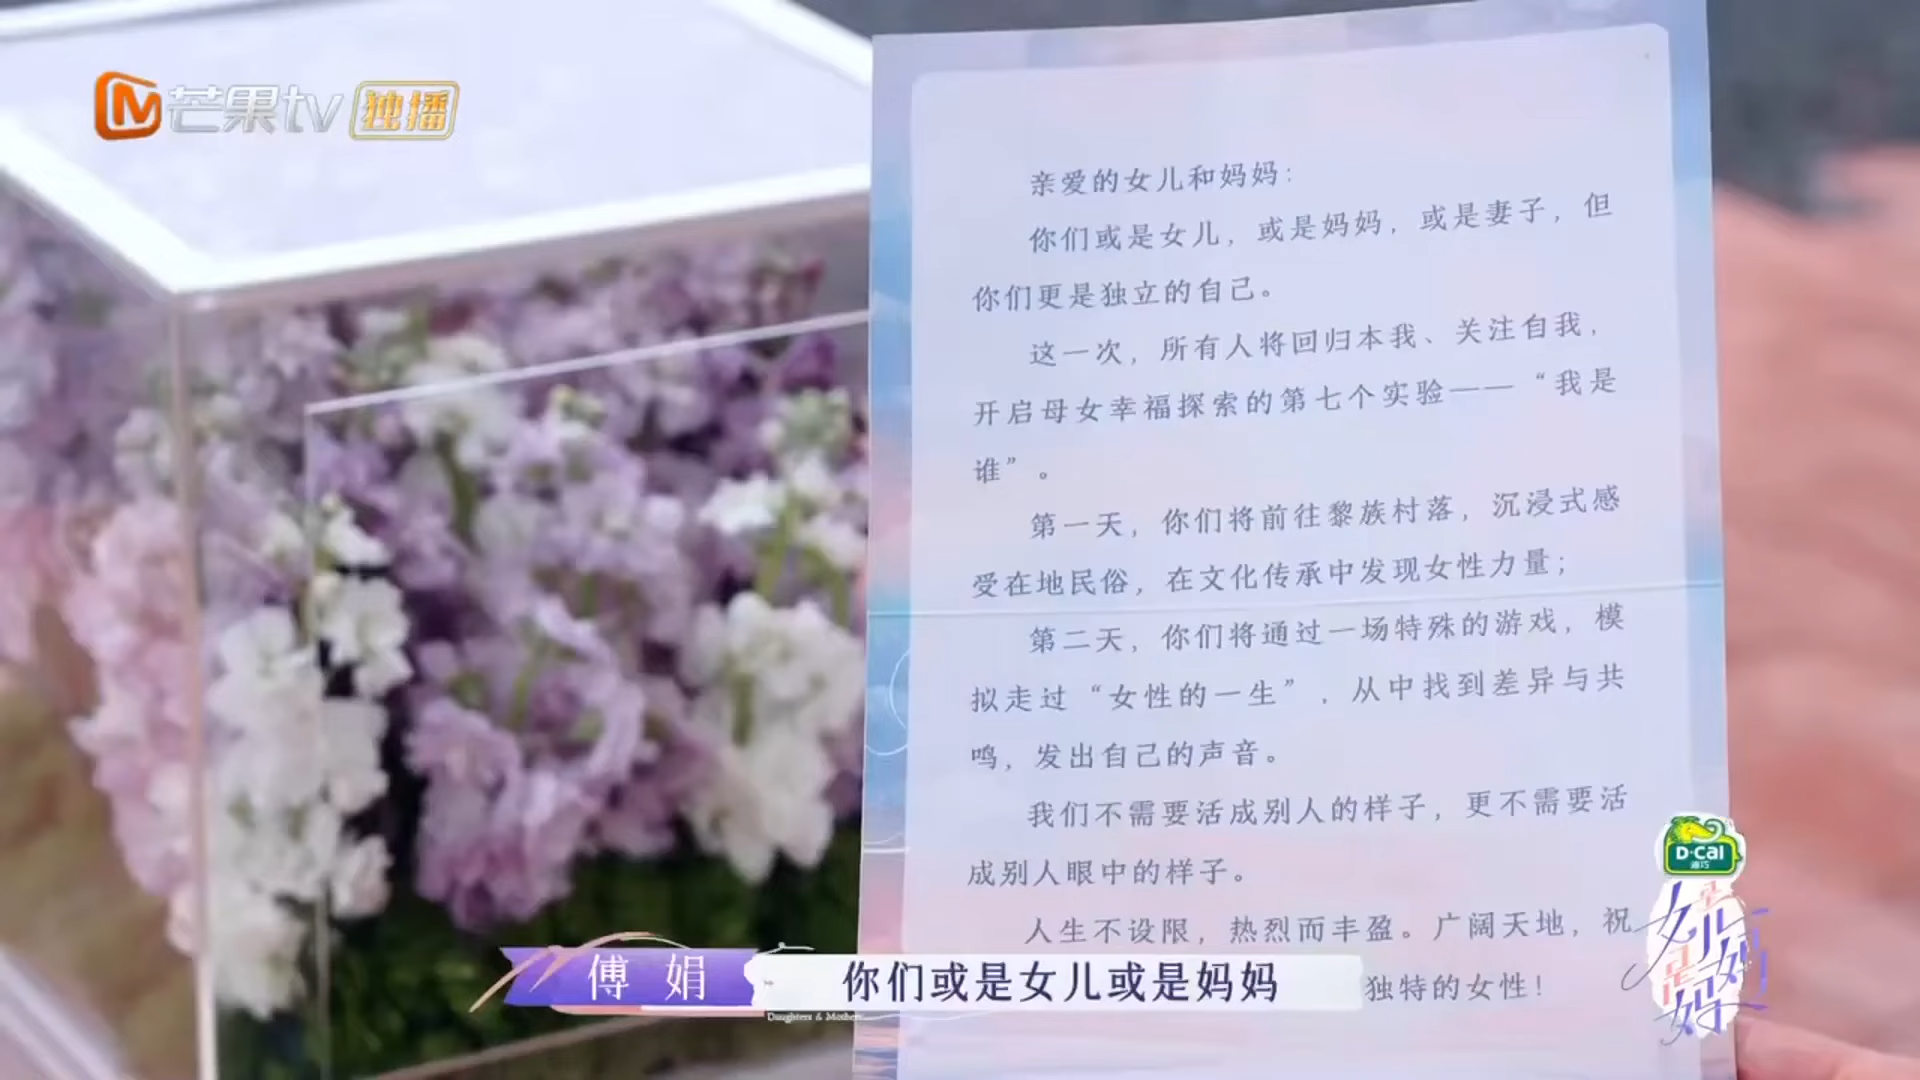 芒果tv 独播
亲爱的女儿和妈妈：
你们或是女儿，或是妈妈，或是妻子，但
你们更是独立的自己。
这一次，所有人将回归本我、关注自我，
开启母女幸福探索的第七个实验——“我是
谁”。
第一天，你们将前往黎族村落，沉浸式感
受在地民俗，在文化传承中发现女性力量；
第二天，你们将通过一场特殊的游戏，模
拟走过“女性的一生”，从中找到差异与共
鸣，发出自己的声音。
我们不需要活成别人的样子，更不需要活
成别人眼中的样子。
人生不设限，热烈而丰盈。广阔天地，祝
独特的女性！
傅娟
你们或是女儿或是妈妈
Daughters & Mothers
D·Cal
迪巧
是女儿是妈妈